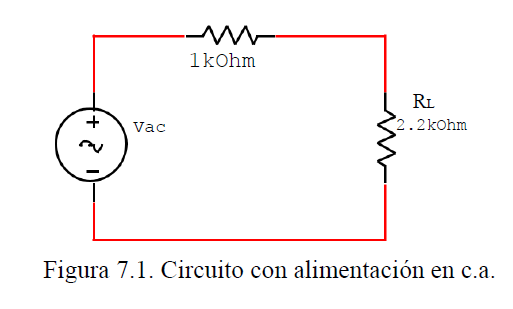 1kOhm
RL
Vac
2.2kOhm
Figura 7.1. Circuito con alimentación en c.a.